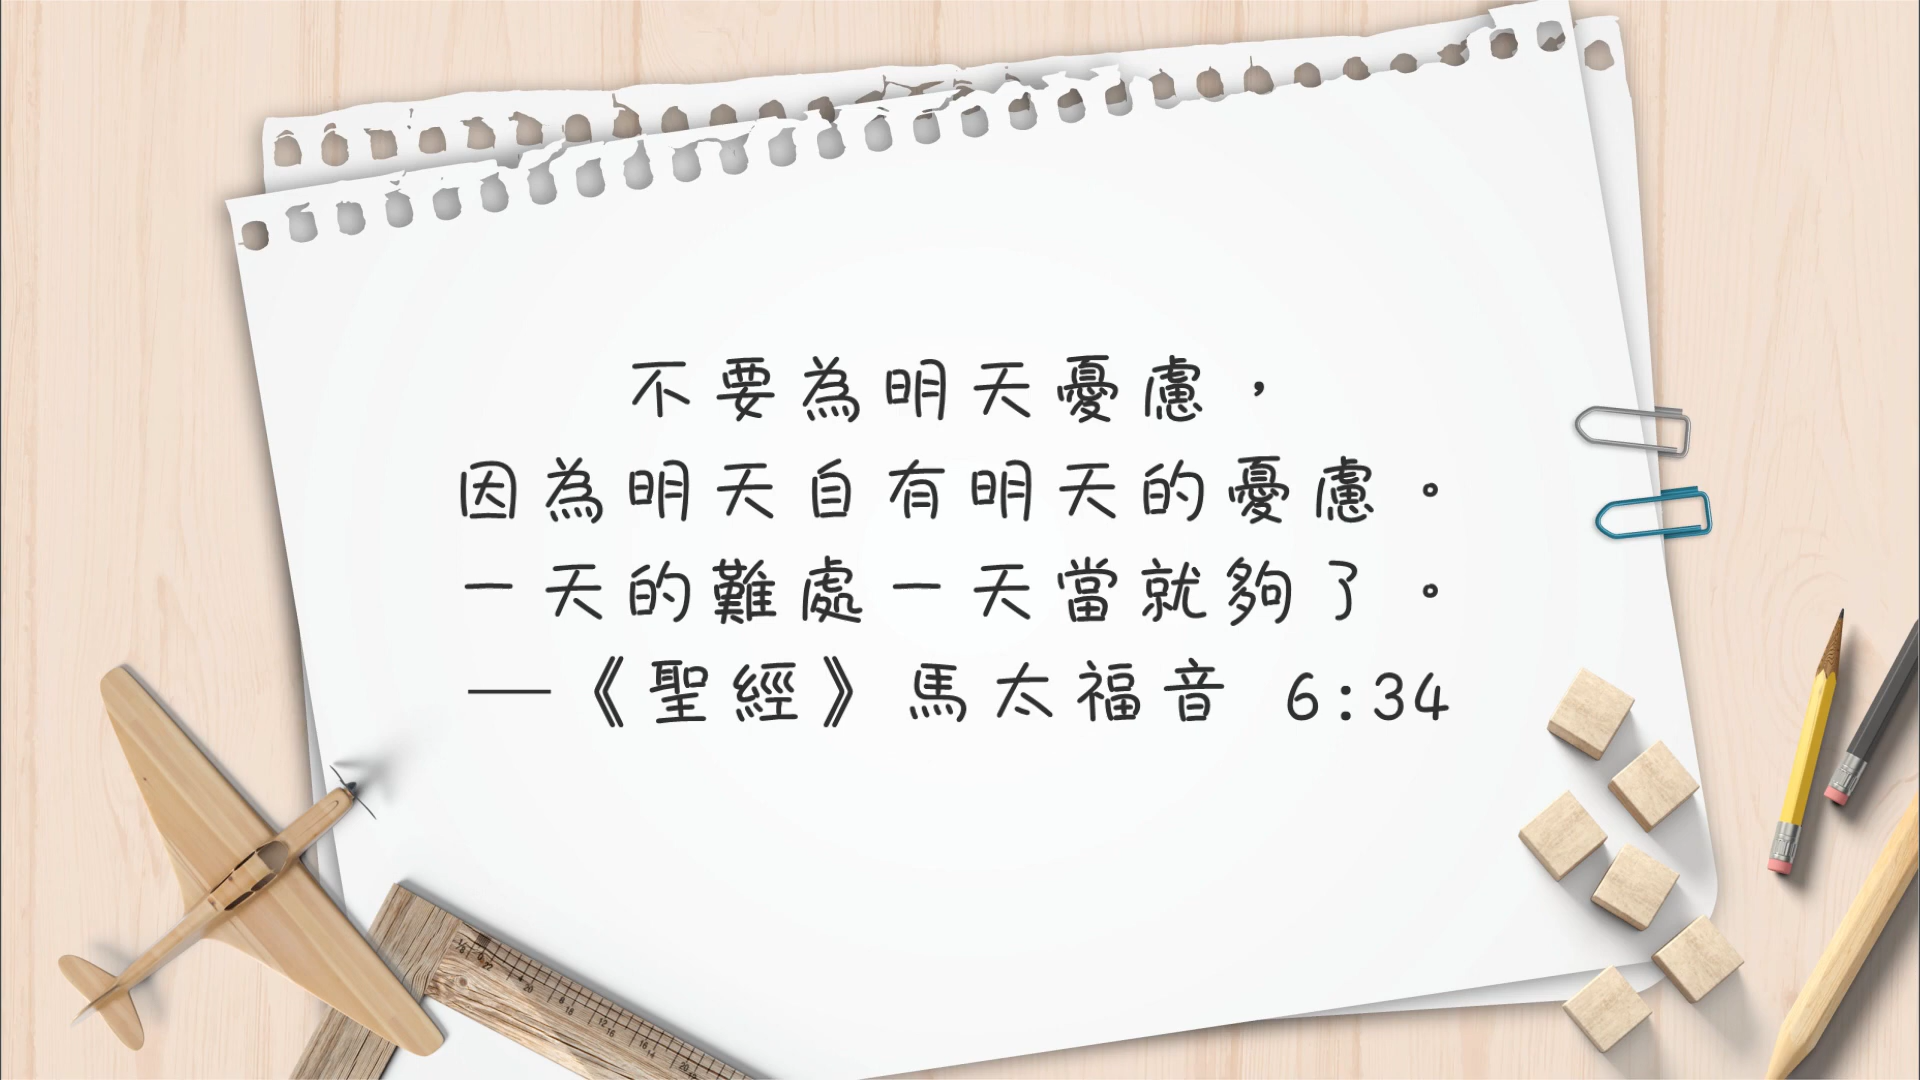 不要為明天憂慮，
因為明天自有明天的憂慮。
一天的難處一天當就夠了。
—《聖經》馬太福音 6:34